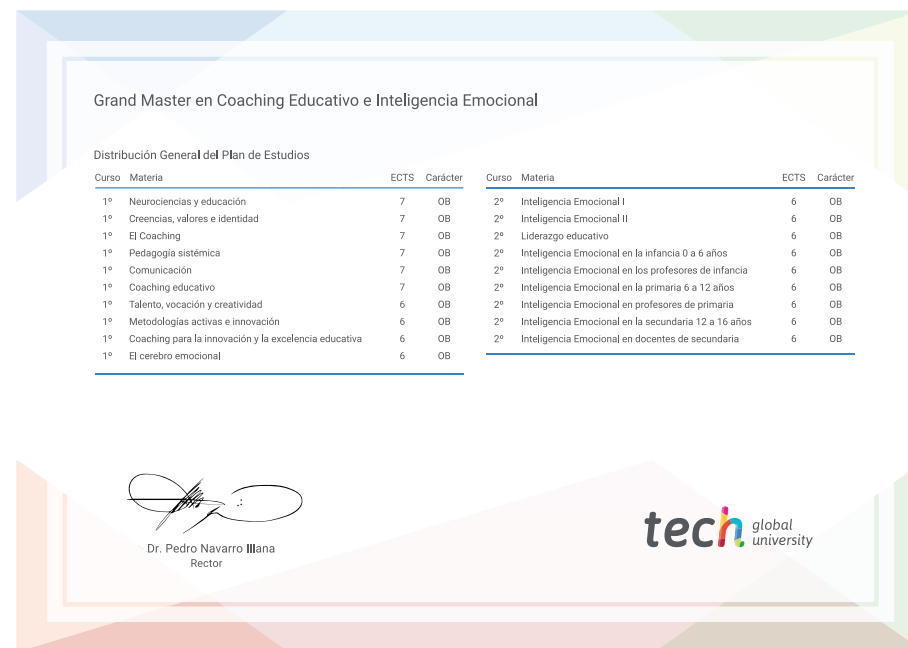 Grand Master en Coaching Educativo e Inteligencia Emocional
Distribución General del Plan de Estudios
Curso Materia ECTS Carácter
1º Neurociencias y educación 7 OB
1º Creencias, valores e identidad 7 OB
1º El Coaching 7 OB
1º Pedagogía sistémica 7 OB
1º Comunicación 7 OB
1º Coaching educativo 7 OB
1º Talento, vocación y creatividad 6 OB
1º Metodologías activas e innovación 6 OB
1º Coaching para la innovación y la excelencia educativa 6 OB
1º El cerebro emocional 6 OB
Curso Materia ECTS Carácter
2º Inteligencia Emocional I 6 OB
2º Inteligencia Emocional II 6 OB
2º Liderazgo educativo 6 OB
2º Inteligencia Emocional en la infancia 0 a 6 años 6 OB
2º Inteligencia Emocional en los profesores de infancia 6 OB
2º Inteligencia Emocional en la primaria 6 a 12 años 6 OB
2º Inteligencia Emocional en profesores de primaria 6 OB
2º Inteligencia Emocional en la secundaria 12 a 16 años 6 OB
2º Inteligencia Emocional en docentes de secundaria 6 OB
Dr. Pedro Navarro Illana
Rector
tech global
university